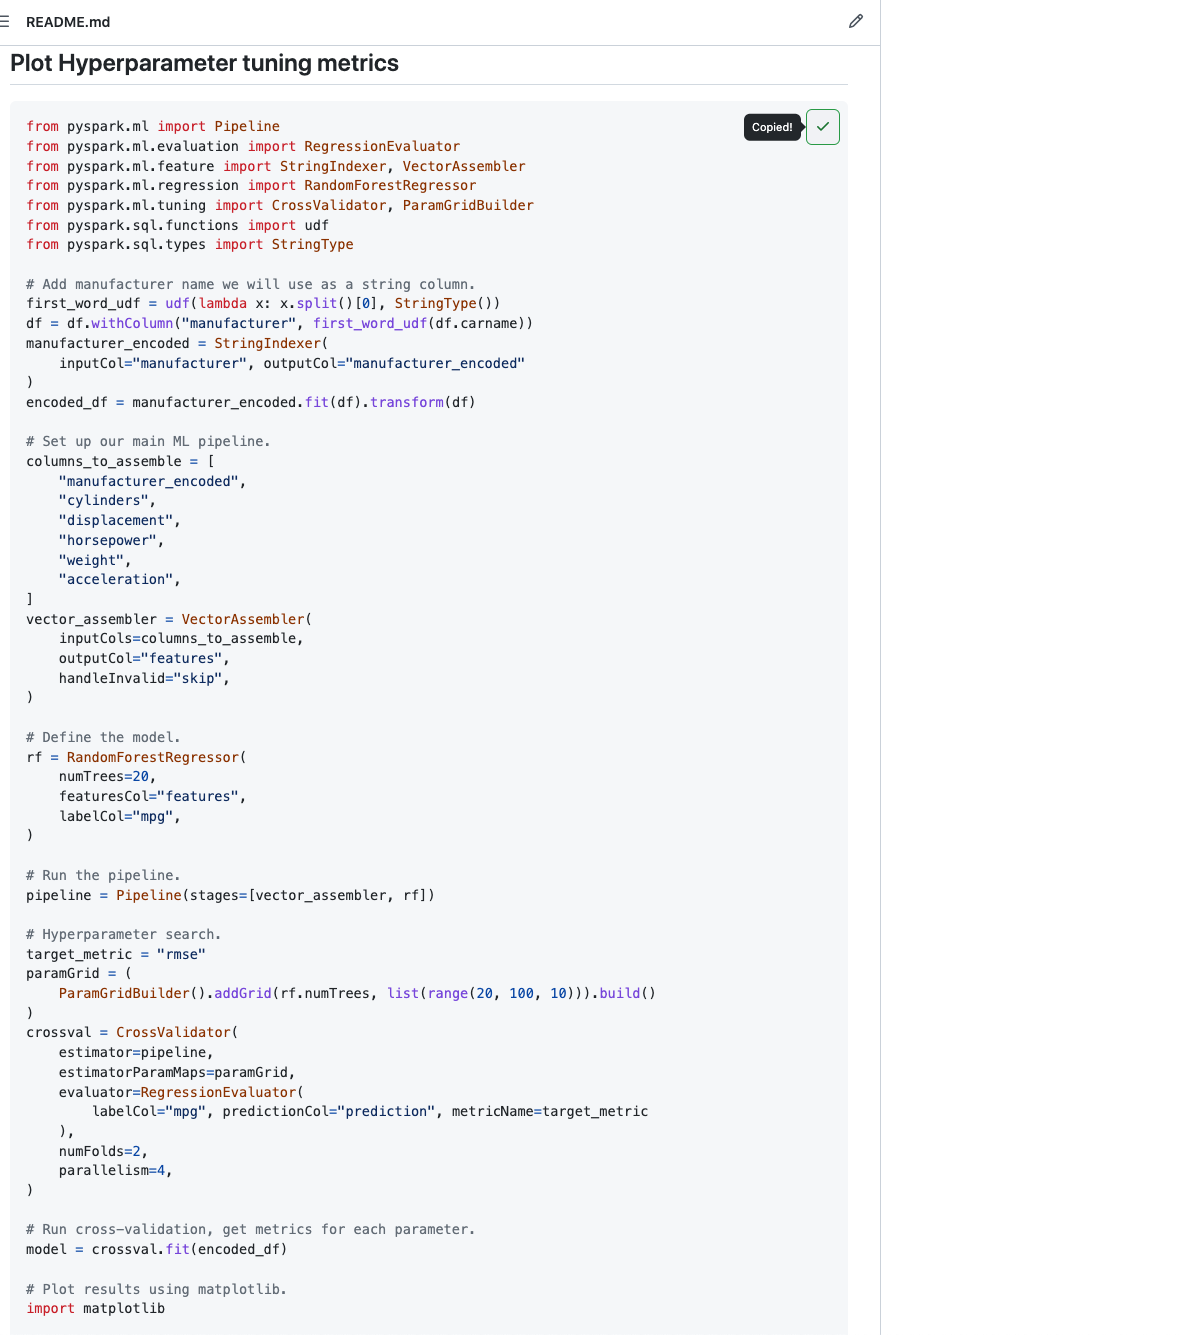 README.md
Plot Hyperparameter tuning metrics
Copied!
from pyspark.ml import Pipeline
from pyspark.ml.evaluation import RegressionEvaluator
from pyspark.ml.feature import StringIndexer, VectorAssembler
from pyspark.ml.regression import RandomForestRegressor
from pyspark.ml.tuning import CrossValidator, ParamGridBuilder
from pyspark.sql.functions import udf
from pyspark.sql.types import StringType

# Add manufacturer name we will use as a string column.
first_word_udf = udf(lambda x: x.split()[0], StringType())
df = df.withColumn("manufacturer", first_word_udf(df.carname))
manufacturer_encoded = StringIndexer(
    inputCol="manufacturer", outputCol="manufacturer_encoded"
)
encoded_df = manufacturer_encoded.fit(df).transform(df)

# Set up our main ML pipeline.
columns_to_assemble = [
    "manufacturer_encoded",
    "cylinders",
    "displacement",
    "horsepower",
    "weight",
    "acceleration",
]
vector_assembler = VectorAssembler(
    inputCols=columns_to_assemble,
    outputCol="features",
    handleInvalid="skip",
)

# Define the model.
rf = RandomForestRegressor(
    numTrees=20,
    featuresCol="features",
    labelCol="mpg",
)

# Run the pipeline.
pipeline = Pipeline(stages=[vector_assembler, rf])

# Hyperparameter search.
target_metric = "rmse"
paramGrid = (
    ParamGridBuilder().addGrid(rf.numTrees, list(range(20, 100, 10))).build()
)
crossval = CrossValidator(
    estimator=pipeline,
    estimatorParamMaps=paramGrid,
    evaluator=RegressionEvaluator(
        labelCol="mpg", predictionCol="prediction", metricName=target_metric
    ),
    numFolds=2,
    parallelism=4,
)

# Run cross-validation, get metrics for each parameter.
model = crossval.fit(encoded_df)

# Plot results using matplotlib.
import matplotlib